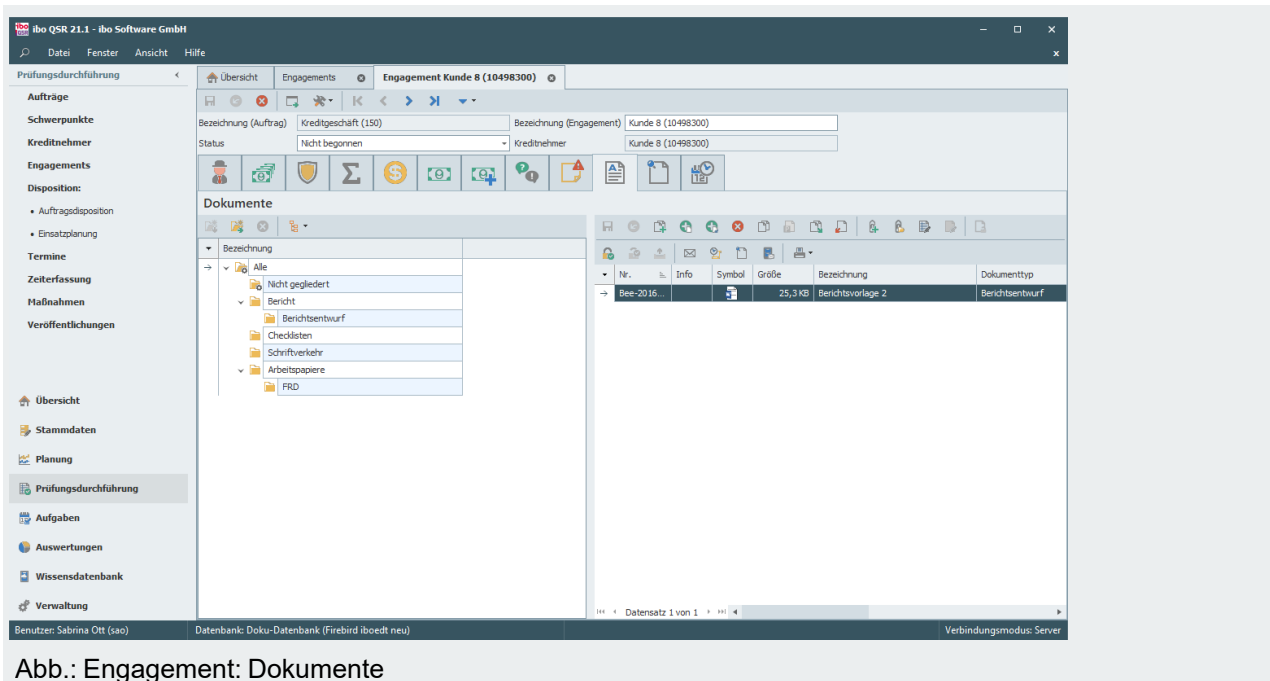 ibo QSR 21.1 - ibo Software GmbH
Datei Fenster Ansicht Hilfe
Prüfungsdurchführung
Aufträge
Schwerpunkte
Kreditnehmer
Engagements
Disposition:
• Auftragsdisposition
• Einsatzplanung
Termine
Zeiterfassung
Maßnahmen
Veröffentlichungen
Übersicht
Stammdaten
Planung
Prüfungsdurchführung
Aufgaben
Auswertungen
Wissensdatenbank
Verwaltung
Übersicht Engagements Engagement Kunde 8 (10498300)
Bezeichnung (Auftrag) Kreditgeschäft (150) Bezeichnung (Engagement) Kunde 8 (10498300)
Status Nicht begonnen Kreditnehmer Kunde 8 (10498300)
Dokumente
Bezeichnung
Alle
Nicht gegliedert
Bericht
Berichtsentwurf
Checklisten
Schriftverkehr
Arbeitspapiere
FRD
Nr. Info Symbol Größe Bezeichnung Dokumenttyp
Bee-2016... 25,3 KB Berichtsvorlage 2 Berichtsentwurf
Datensatz 1 von 1
Benutzer: Sabrina Ott (sao) Datenbank: Doku-Datenbank (Firebird iboedt neu) Verbindungsmodus: Server
Abb.: Engagement: Dokumente